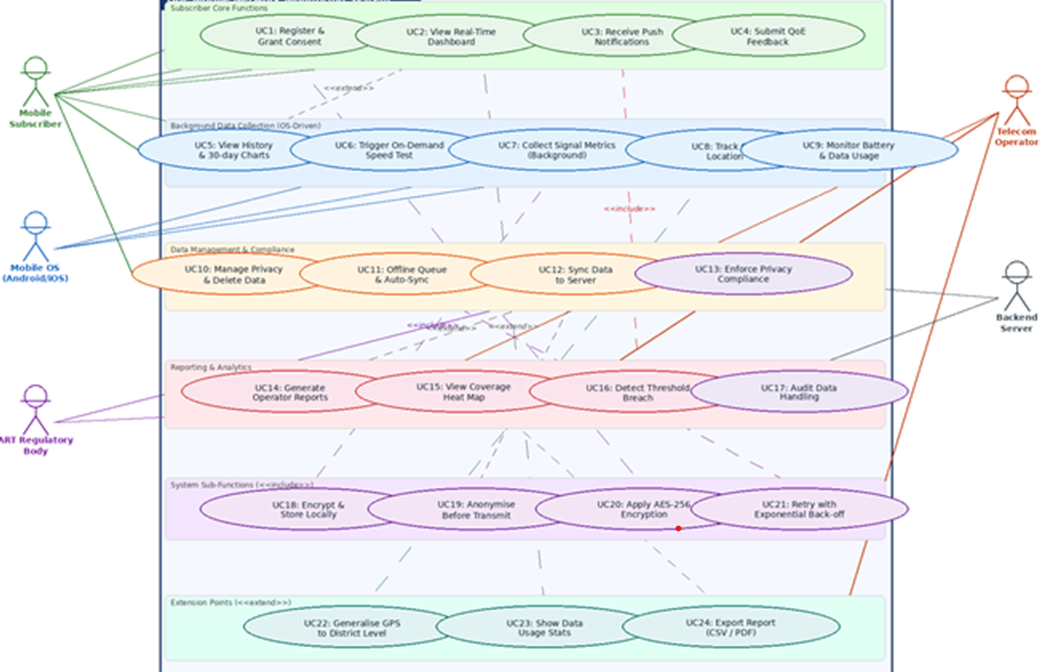 Subscriber Core Functions
UC1: Register &
Grant Consent
UC2: View Real-Time
Dashboard
UC3: Receive Push
Notifications
UC4: Submit QoE
Feedback
<<extend>>
Mobile
Subscriber
Telecom
Operator
Background Data Collection (OS-Driven)
UC5: View History
& 30-day Charts
UC6: Trigger On-Demand
Speed Test
UC7: Collect Signal Metrics
(Background)
UC8: Track
Location
UC9: Monitor Battery
& Data Usage
<<include>>
Mobile OS
(Android/iOS)
Data Management & Compliance
UC10: Manage Privacy
& Delete Data
UC11: Offline Queue
& Auto-Sync
UC12: Sync Data
to Server
UC13: Enforce Privacy
Compliance
Backend
Server
<<extend>>
Reporting & Analytics
UC14: Generate
Operator Reports
UC15: View Coverage
Heat Map
UC16: Detect Threshold
Breach
UC17: Audit Data
Handling
ART Regulatory
Body
System Sub-Functions (<<include>>)
UC18: Encrypt &
Store Locally
UC19: Anonymise
Before Transmit
UC20: Apply AES-256
Encryption
UC21: Retry with
Exponential Back-off
Extension Points (<<extend>>)
UC22: Generalise GPS
to District Level
UC23: Show Data
Usage Stats
UC24: Export Report
(CSV / PDF)